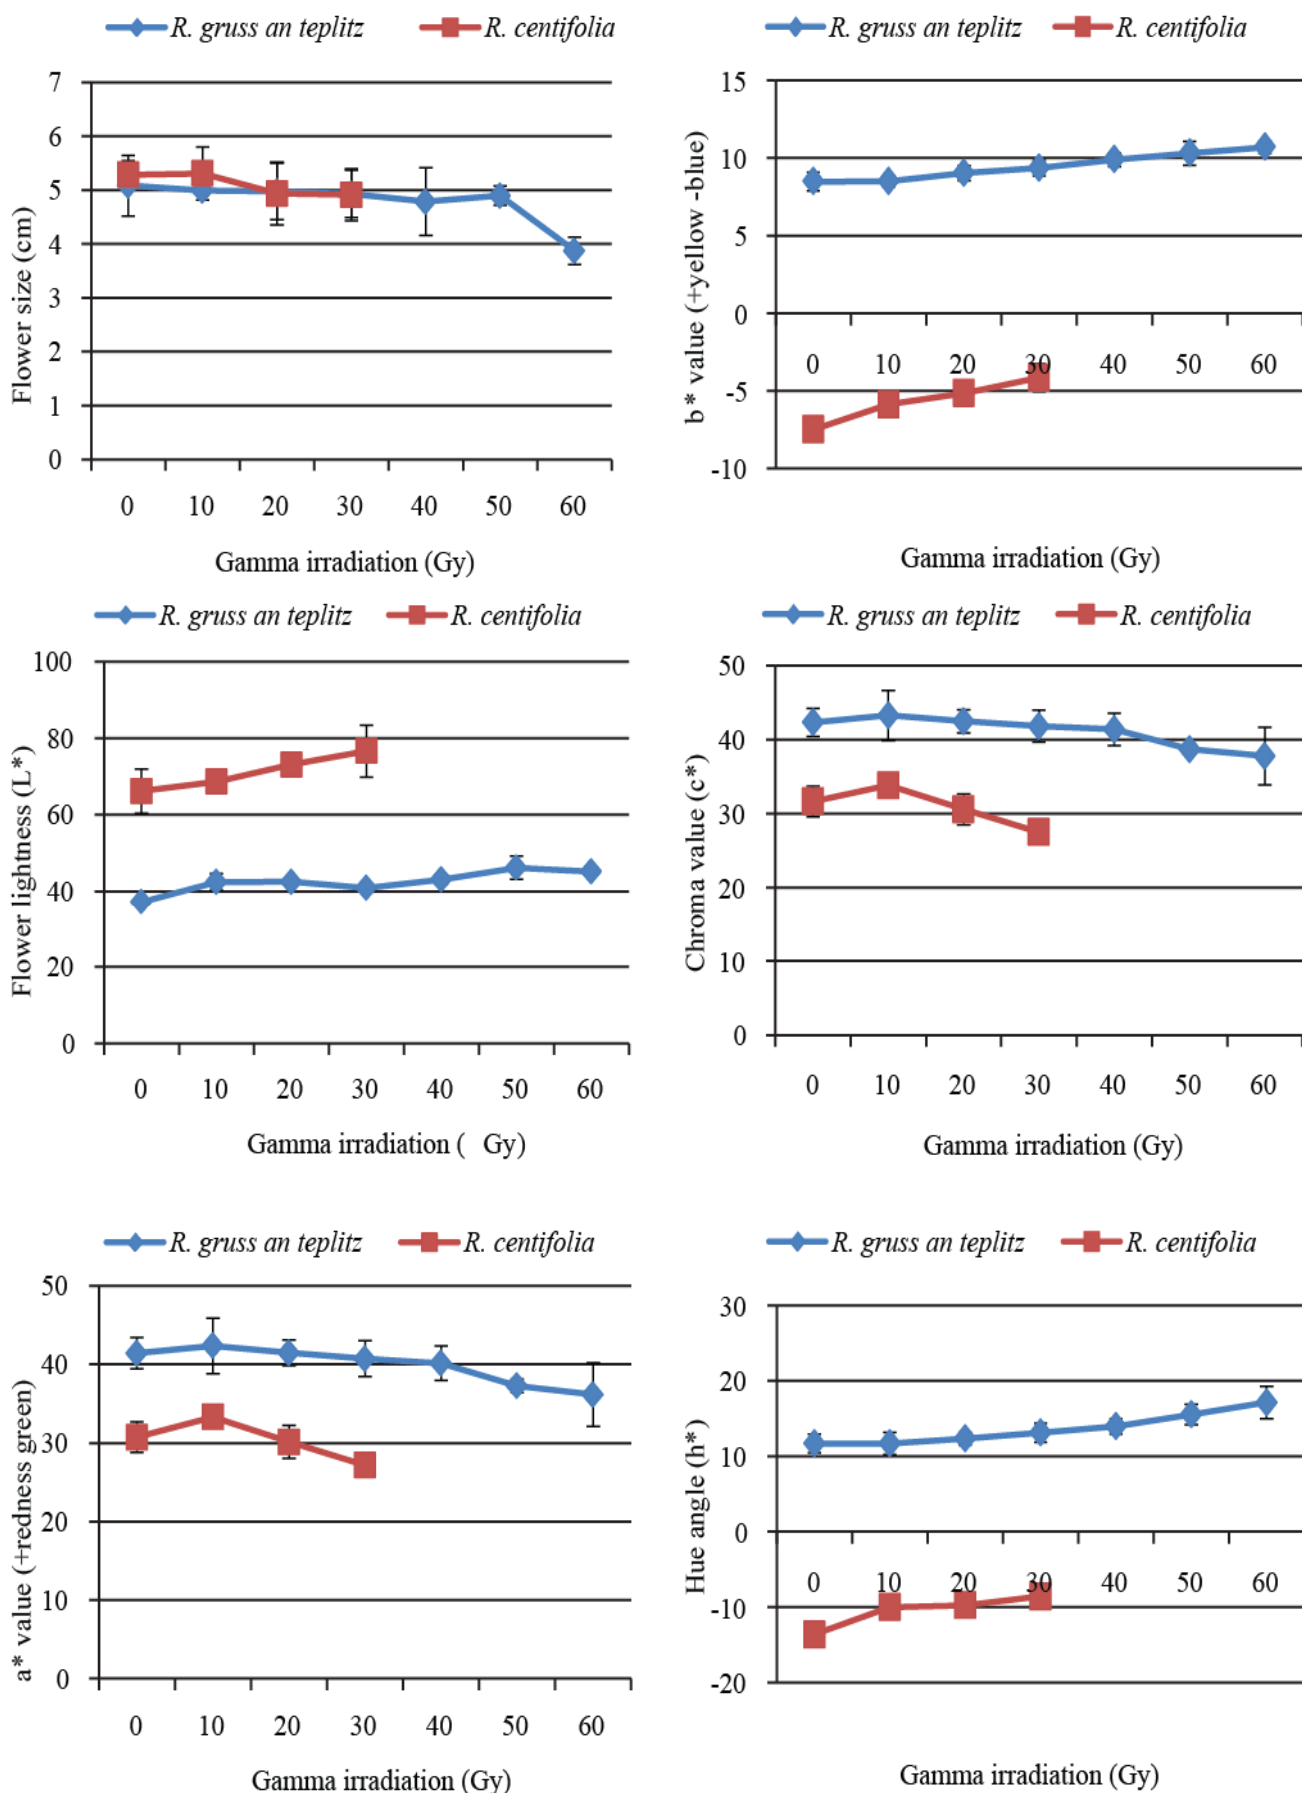 R. gruss an teplitz R. centifolia
Flower size (cm)
7
6
5
4
3
2
1
0
0 10 20 30 40 50 60
Gamma irradiation (Gy)
R. gruss an teplitz R. centifolia
b* value (+yellow -blue)
15
10
5
0
-5
-10
0 10 20 30 40 50 60
Gamma irradiation (Gy)
R. gruss an teplitz R. centifolia
Flower lightness (L*)
100
80
60
40
20
0
0 10 20 30 40 50 60
Gamma irradiation ( Gy)
R. gruss an teplitz R. centifolia
Chroma value (c*)
50
40
30
20
10
0
0 10 20 30 40 50 60
Gamma irradiation (Gy)
R. gruss an teplitz R. centifolia
a* value (+redness green)
50
40
30
20
10
0
0 10 20 30 40 50 60
Gamma irradiation (Gy)
R. gruss an teplitz R. centifolia
Hue angle (h*)
30
20
10
0
-10
-20
0 10 20 30 40 50 60
Gamma irradiation (Gy)